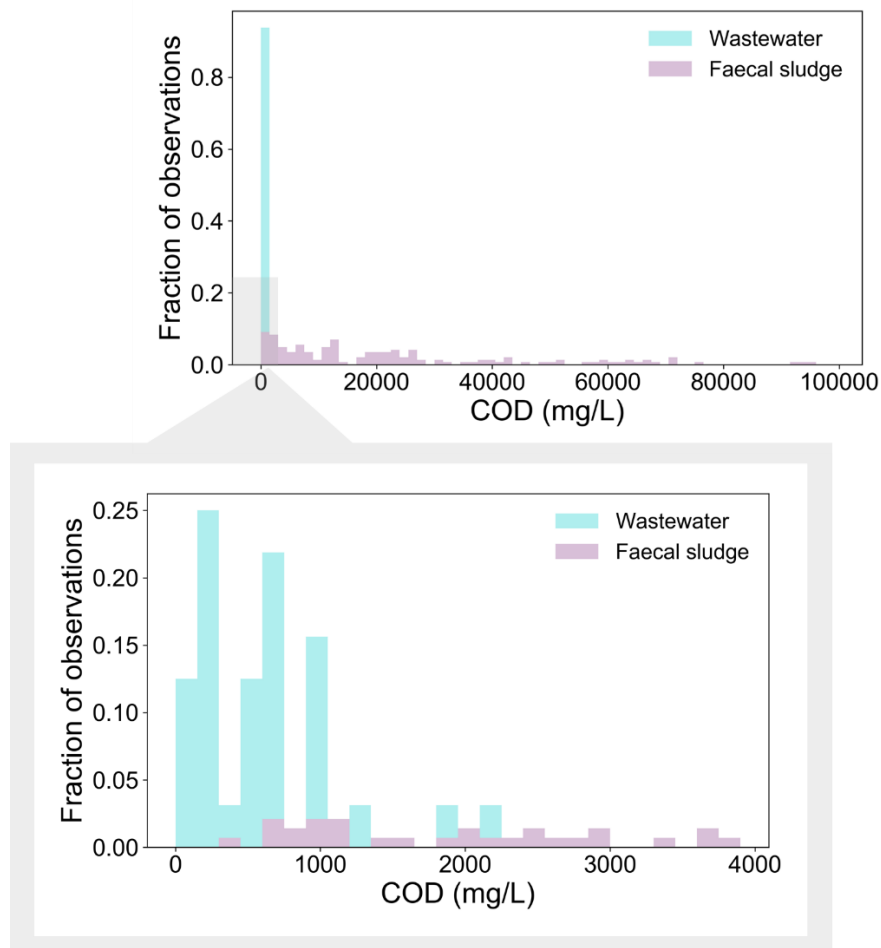 Fraction of observations
0.8
0.6
0.4
0.2
0.0
Wastewater
Faecal sludge
0 20000 40000 60000 80000 100000
COD (mg/L)
Fraction of observations
0.25
0.20
0.15
0.10
0.05
0.00
Wastewater
Faecal sludge
0 1000 2000 3000 4000
COD (mg/L)